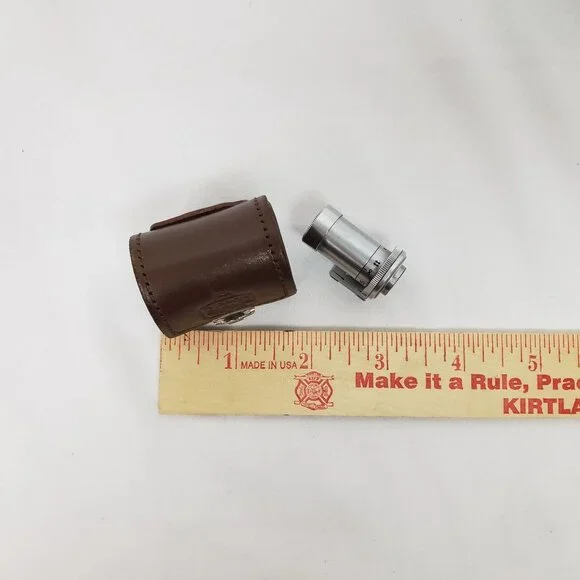 1 MADE IN USA 2 3 4 5
Make it a Rule, Prac
KIRTLA